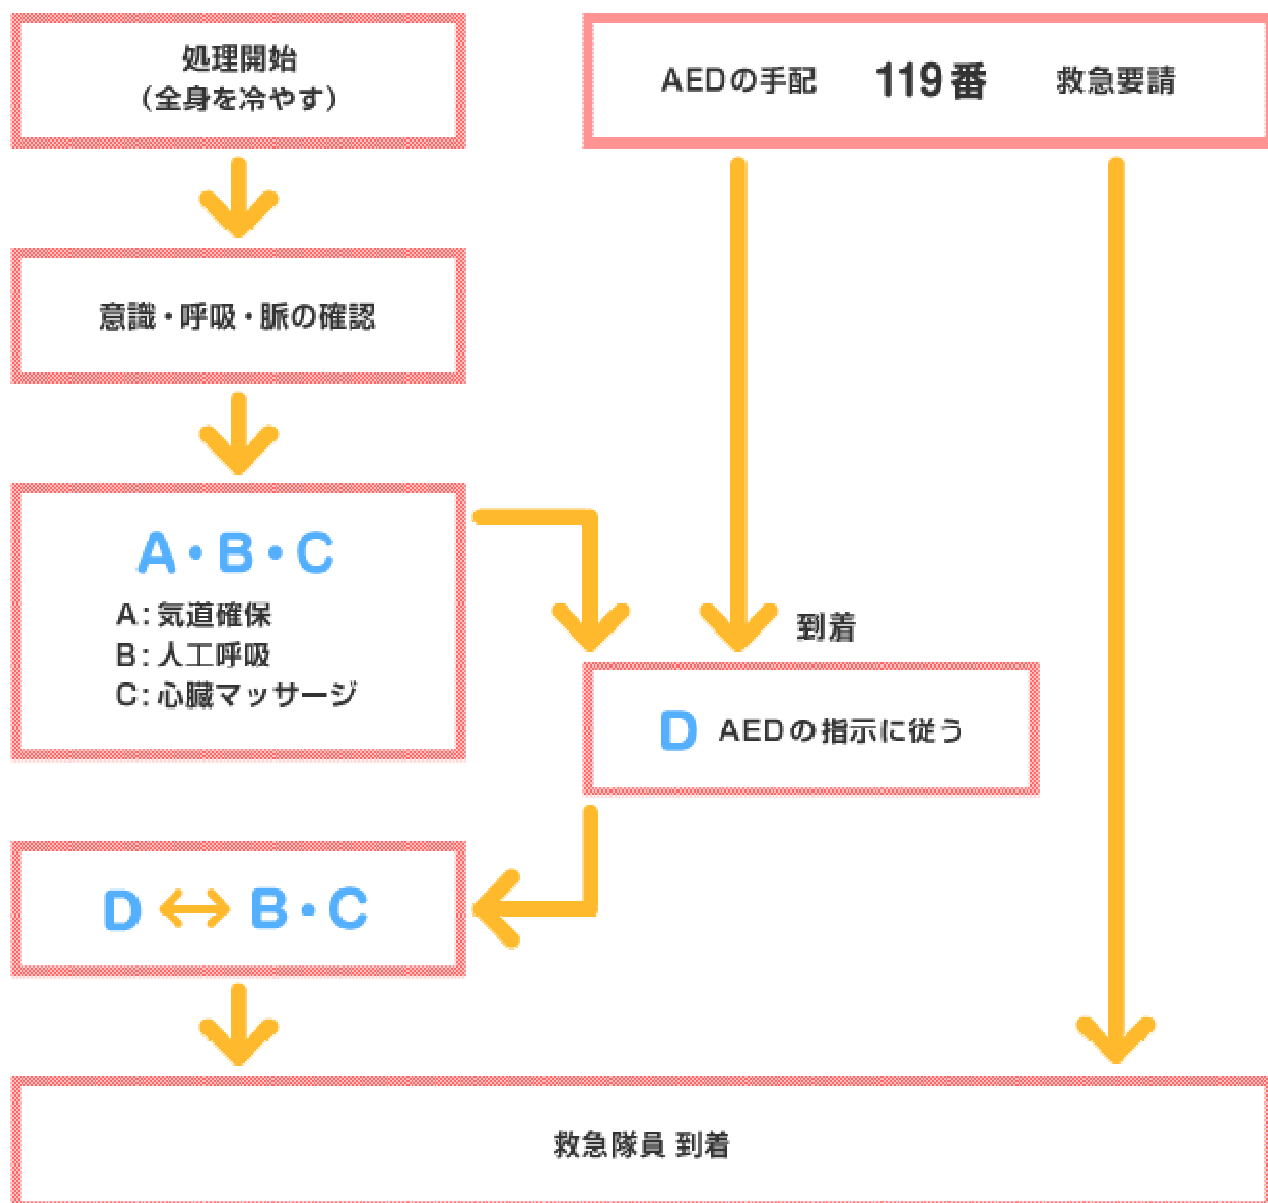 処理開始
（全身を冷やす）
AEDの手配 119番 救急要請
意識・呼吸・脈の確認
A・B・C
A：気道確保
B：人工呼吸
C：心臓マッサージ
到着
D AEDの指示に従う
D ↔ B・C
救急隊員 到着